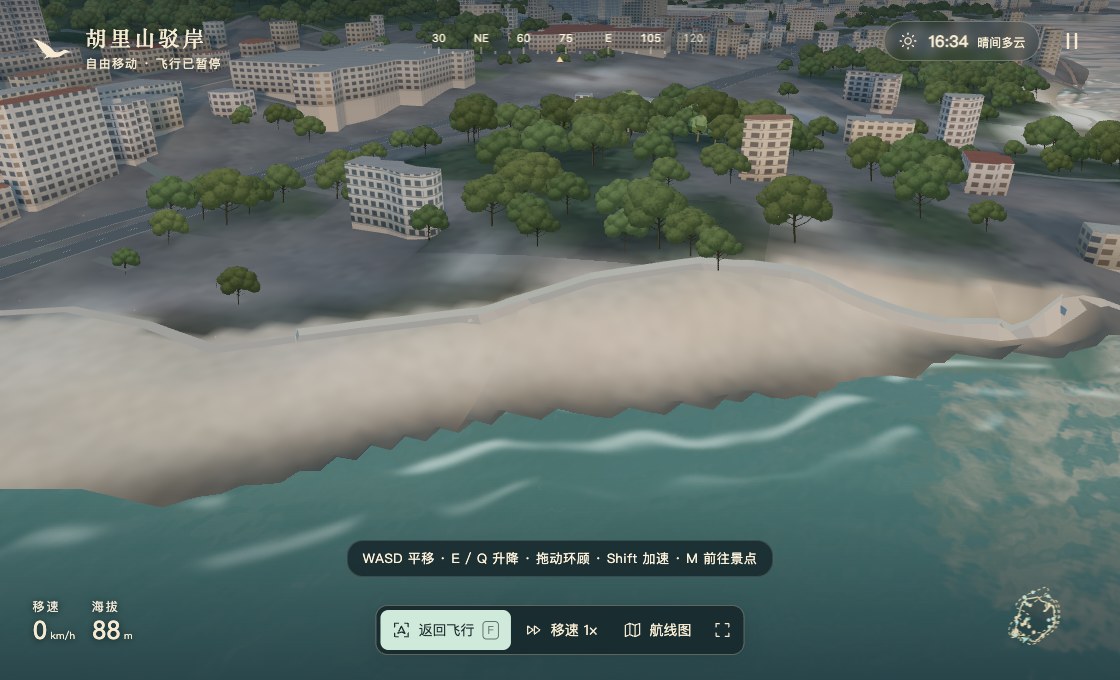 胡里山驳岸
自由移动 · 飞行已暂停
30 NE 60 75 E 105 120
16:34 晴间多云
WASD 平移 · E / Q 升降 · 拖动环顾 · Shift 加速 · M 前往景点
移速 海拔
0 km/h 88 m
返回飞行 F 移速 1x 航线图